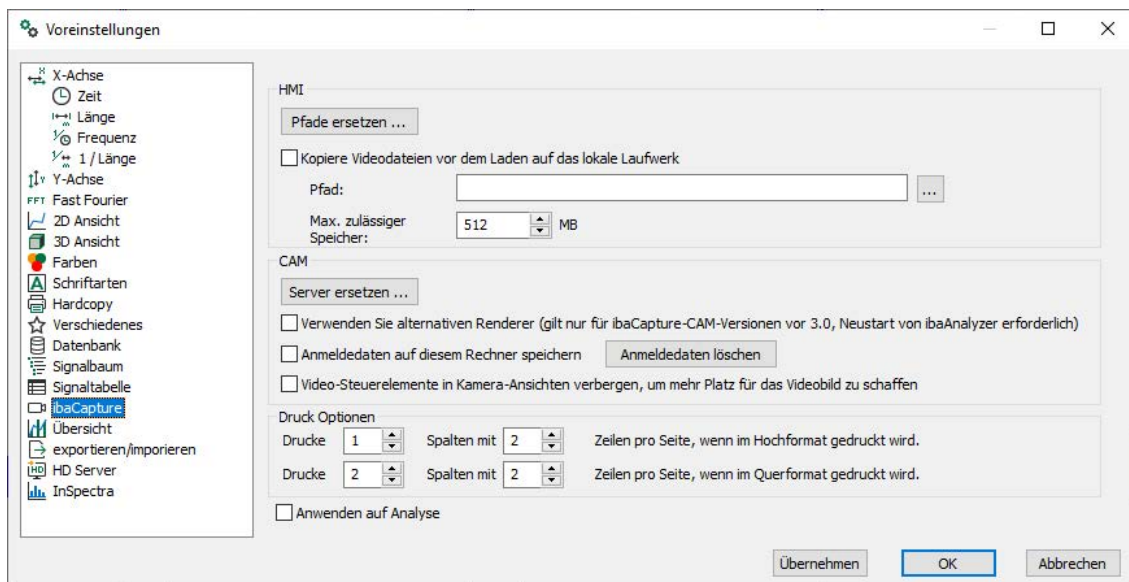 Voreinstellungen
X-Achse
Zeit
Länge
Frequenz
1 / Länge
Y-Achse
FFT Fast Fourier
2D Ansicht
3D Ansicht
Farben
A Schriftarten
Hardcopy
Verschiedenes
Datenbank
Signalbaum
Signaltabelle
ibaCapture
Übersicht
exportieren/importieren
HD HD Server
InSpectra
HMI
Pfade ersetzen ...
Kopiere Videodateien vor dem Laden auf das lokale Laufwerk
Pfad: ...
Max. zulässiger
Speicher:
512 MB
CAM
Server ersetzen ...
Verwenden Sie alternativen Renderer (gilt nur für ibaCapture-CAM-Versionen vor 3.0, Neustart von ibaAnalyzer erforderlich)
Anmeldedaten auf diesem Rechner speichern Anmeldedaten löschen
Video-Steuerelemente in Kamera-Ansichten verbergen, um mehr Platz für das Videobild zu schaffen
Druck Optionen
Drucke 1 Spalten mit 2 Zeilen pro Seite, wenn im Hochformat gedruckt wird.
Drucke 2 Spalten mit 2 Zeilen pro Seite, wenn im Querformat gedruckt wird.
Anwenden auf Analyse
Übernehmen OK Abbrechen